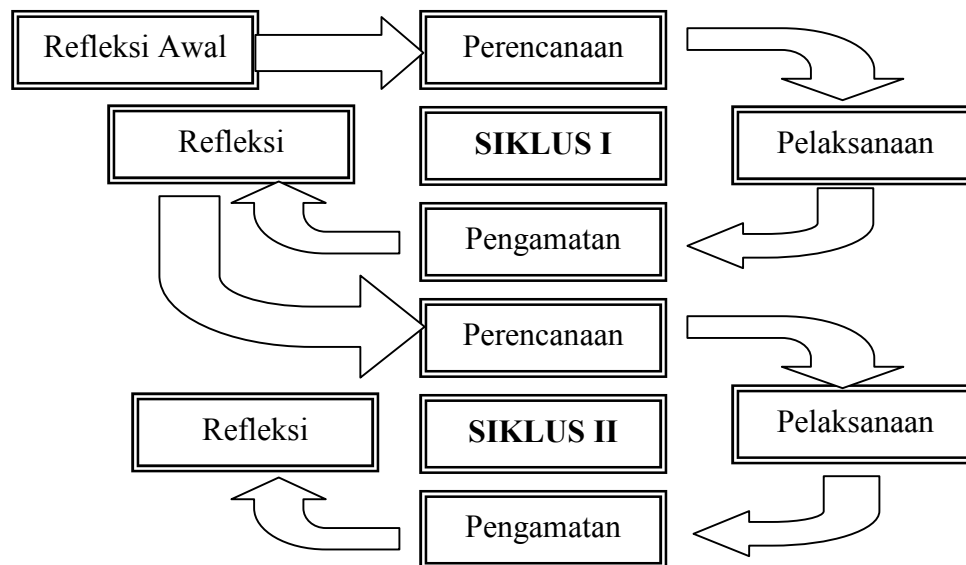 Refleksi Awal
Perencanaan
Refleksi
SIKLUS I
Pelaksanaan
Pengamatan
Perencanaan
Refleksi
SIKLUS II
Pelaksanaan
Pengamatan